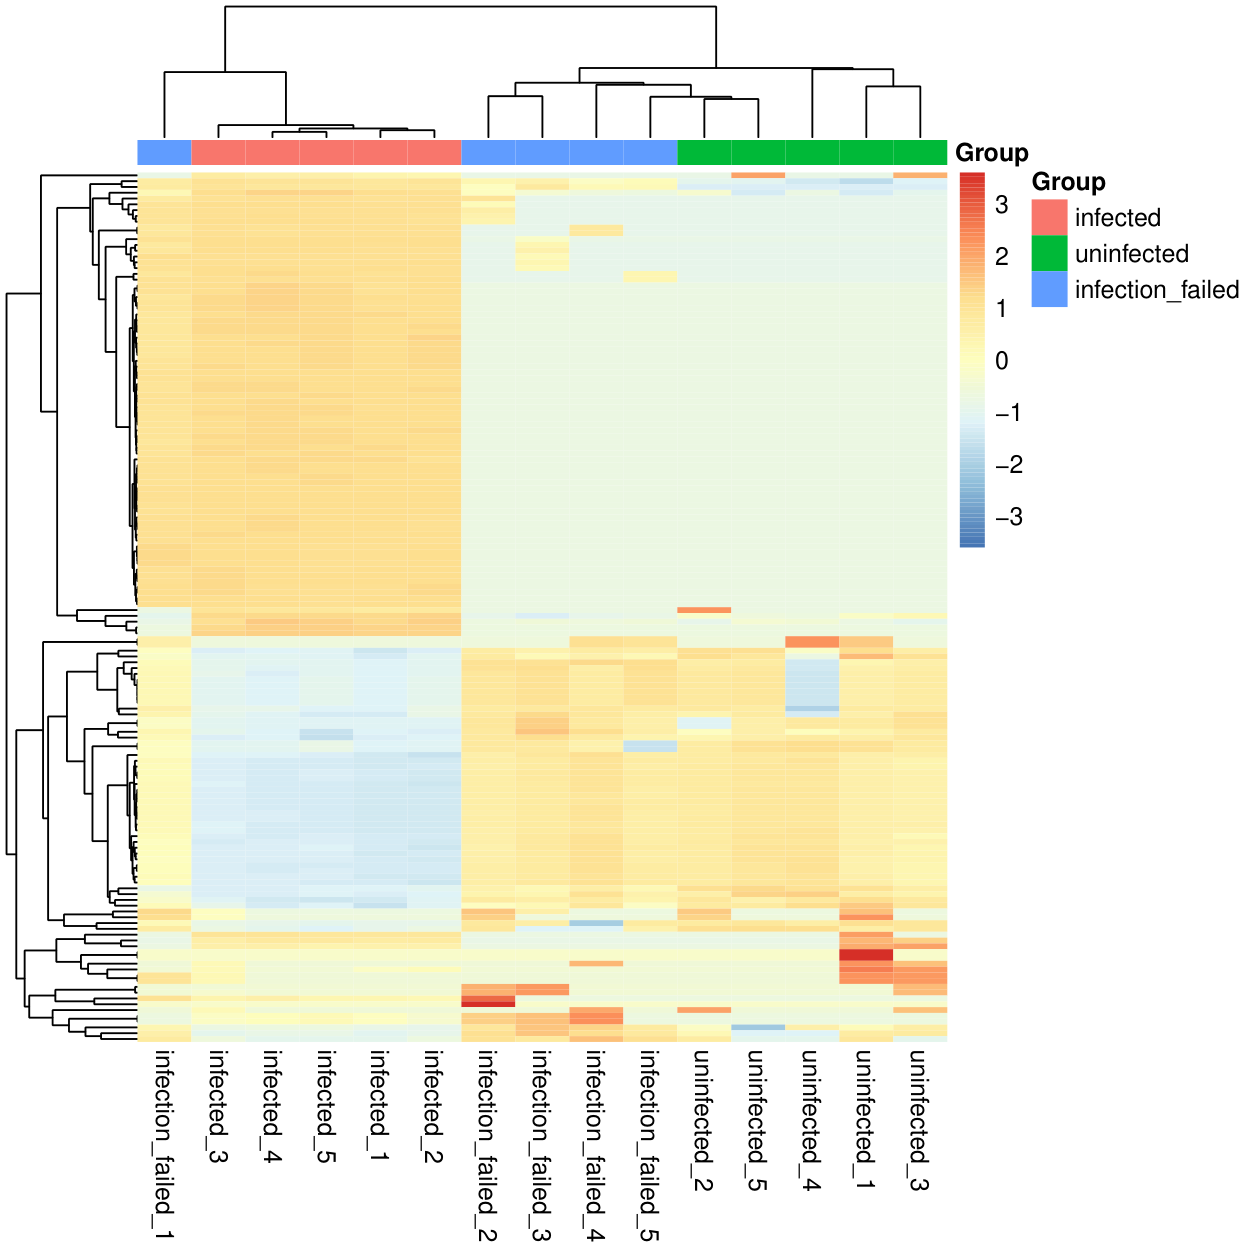 Group
3
2
1
0
−1
−2
−3
Group
infected
uninfected
infection_failed
infection_failed_1
infected_3
infected_4
infected_5
infected_1
infected_2
infection_failed_2
infection_failed_3
infection_failed_4
infection_failed_5
uninfected_2
uninfected_5
uninfected_4
uninfected_1
uninfected_3